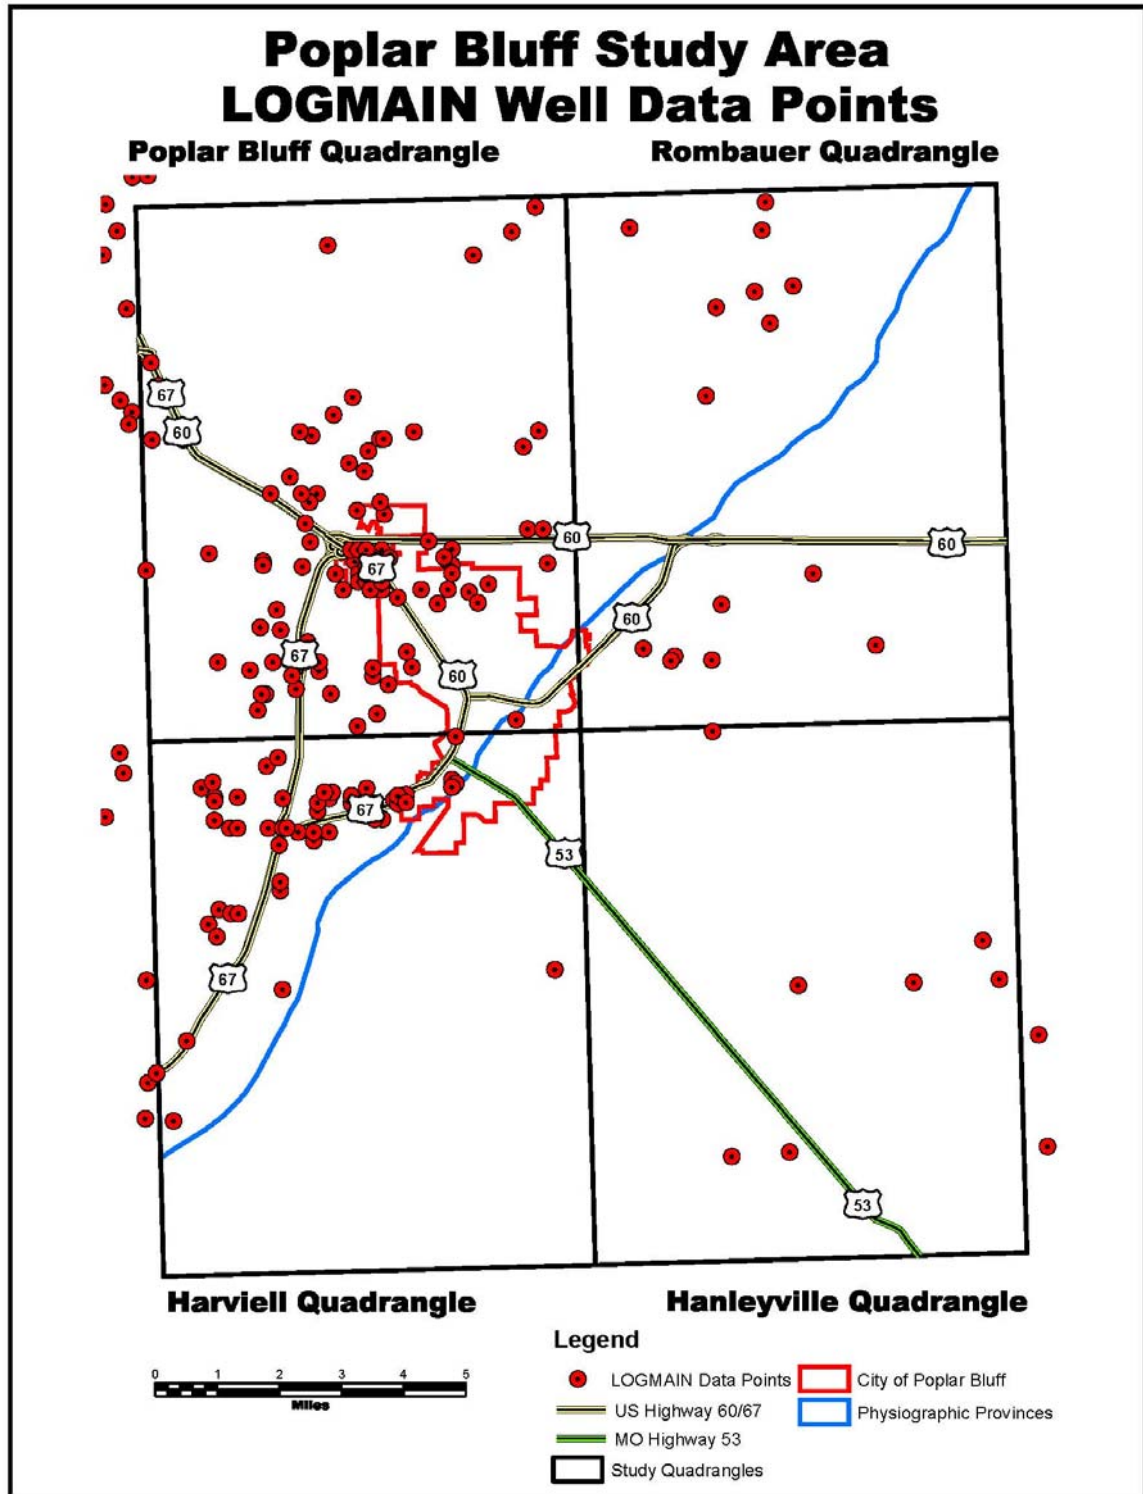 Poplar Bluff Study Area
LOGMAIN Well Data Points
Poplar Bluff Quadrangle
Rombauer Quadrangle
67
60
60
60
67
60
67
60
67
53
67
53
Harviell Quadrangle
Hanleyville Quadrangle
Legend
0 1 2 3 4 5
Miles
LOGMAIN Data Points
City of Poplar Bluff
US Highway 60/67
Physiographic Provinces
MO Highway 53
Study Quadrangles